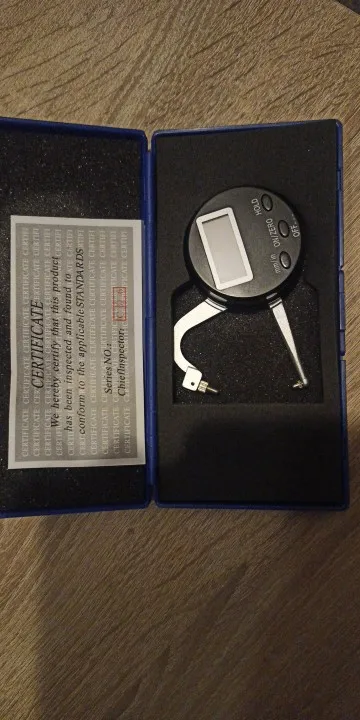 CERTIFICATE
We hereby certify that this product
has been inspected and found to
conform to the applicable STANDARDS
Series NO.:
ChiefInspector:
HOLD
ON/ZERO
OFF
mm/in